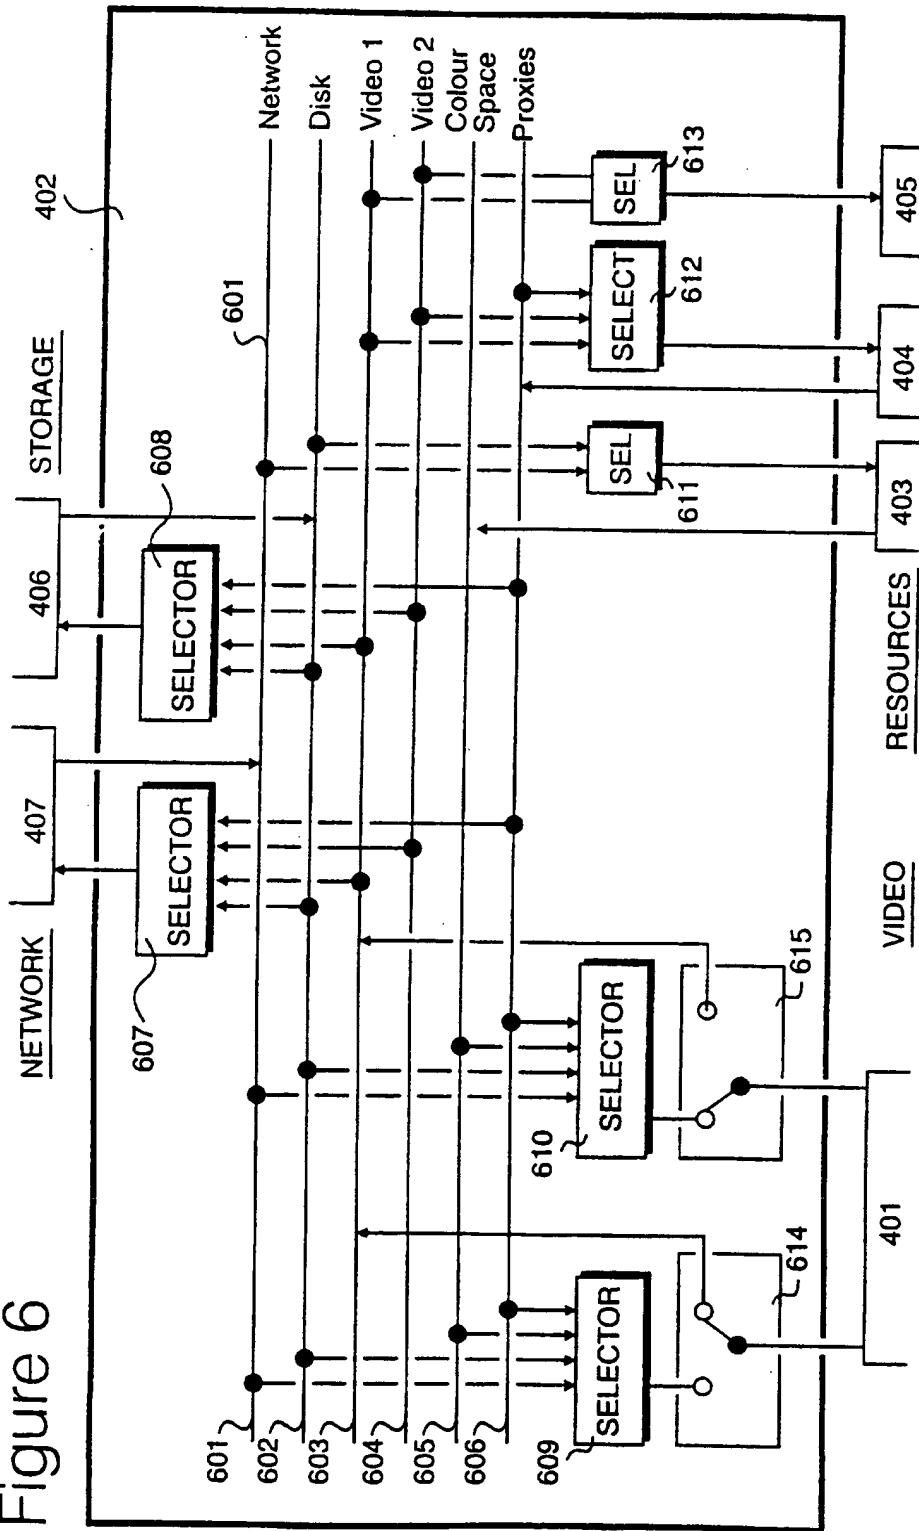 Figure 6
NETWORK
STORAGE
402
407
406
607
SELECTOR
608
SELECTOR
601
601
602
603
604
605
606
Network
Disk
Video 1
Video 2
Colour
Space
Proxies
609
SELECTOR
610
SELECTOR
611
SEL
SELECT
612
SEL
613
614
615
401
403
404
405
VIDEO
RESOURCES